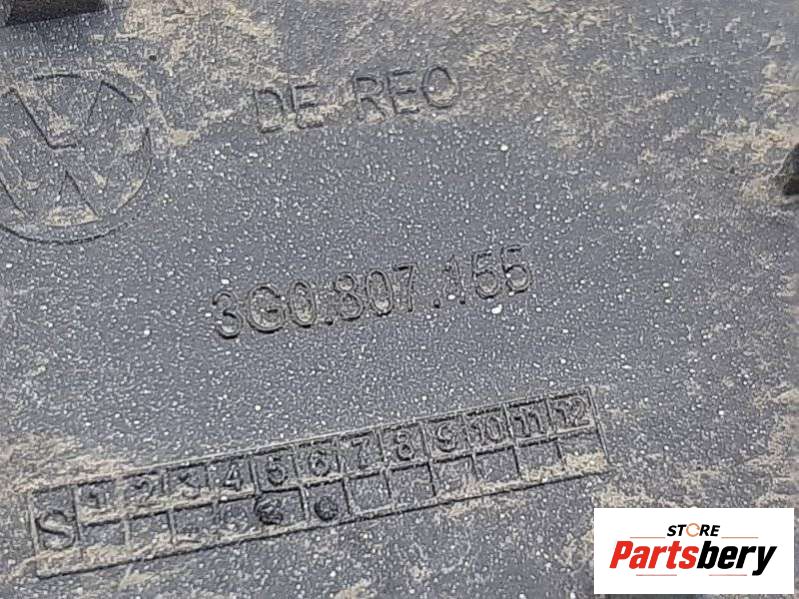 DE REO
3G0.807.155
1 2 3 4 5 6 7 8 9 10 11 12
S
STORE
Partsbery